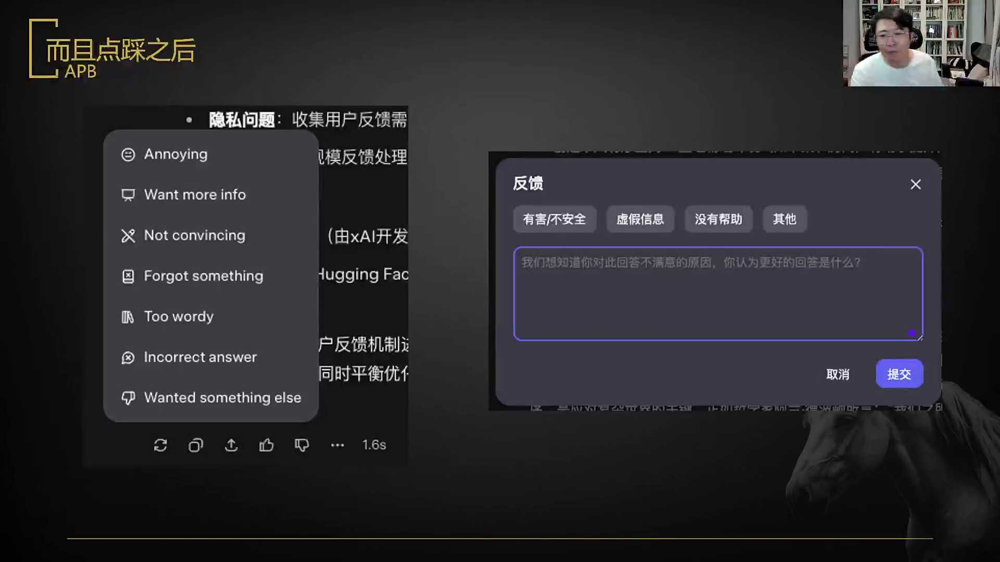 而且点踩之后
APB
隐私问题：收集用户反馈需
模反馈处理
（由xAI开发
Hugging Fac
户反馈机制
同时平衡优
Annoying
Want more info
Not convincing
Forgot something
Too wordy
Incorrect answer
Wanted something else
1.6s
反馈
有害/不安全
虚假信息
没有帮助
其他
我们想知道你对此回答不满意的原因，你认为更好的回答是什么？
取消
提交